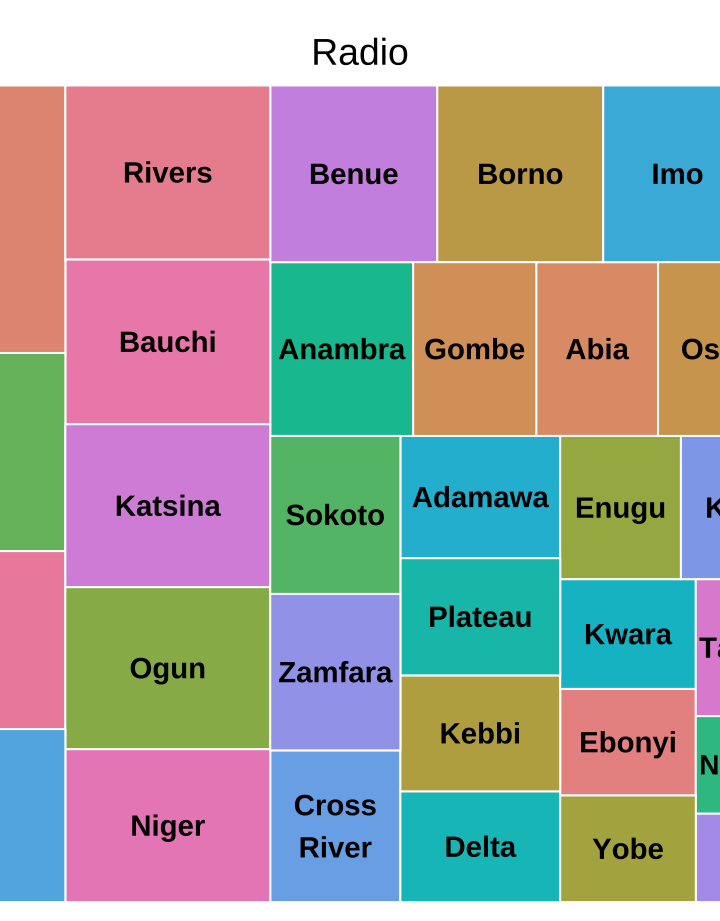 Radio
Rivers
Benue
Borno
Imo
Bauchi
Anambra
Gombe
Abia
Os
Katsina
Sokoto
Adamawa
Enugu
K
Ogun
Zamfara
Plateau
Kwara
Ta
Kebbi
Ebonyi
N
Niger
Cross
River
Delta
Yobe